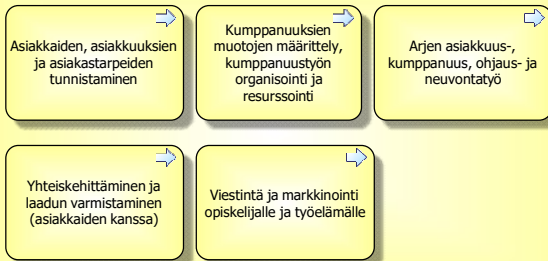 Asiakkaiden, asiakkuuksien
ja asiakastarpeiden
tunnistaminen
Kumppanuuksien
muotojen määrittely,
kumppanuustyön
organisointi ja
resurssointi
Arjen asiakkuus-,
kumppanuus, ohjaus- ja
neuvontatyö
Yhteiskehittäminen ja
laadun varmistaminen
(asiakkaiden kanssa)
Viestintä ja markkinointi
opiskelijalle ja työelämälle